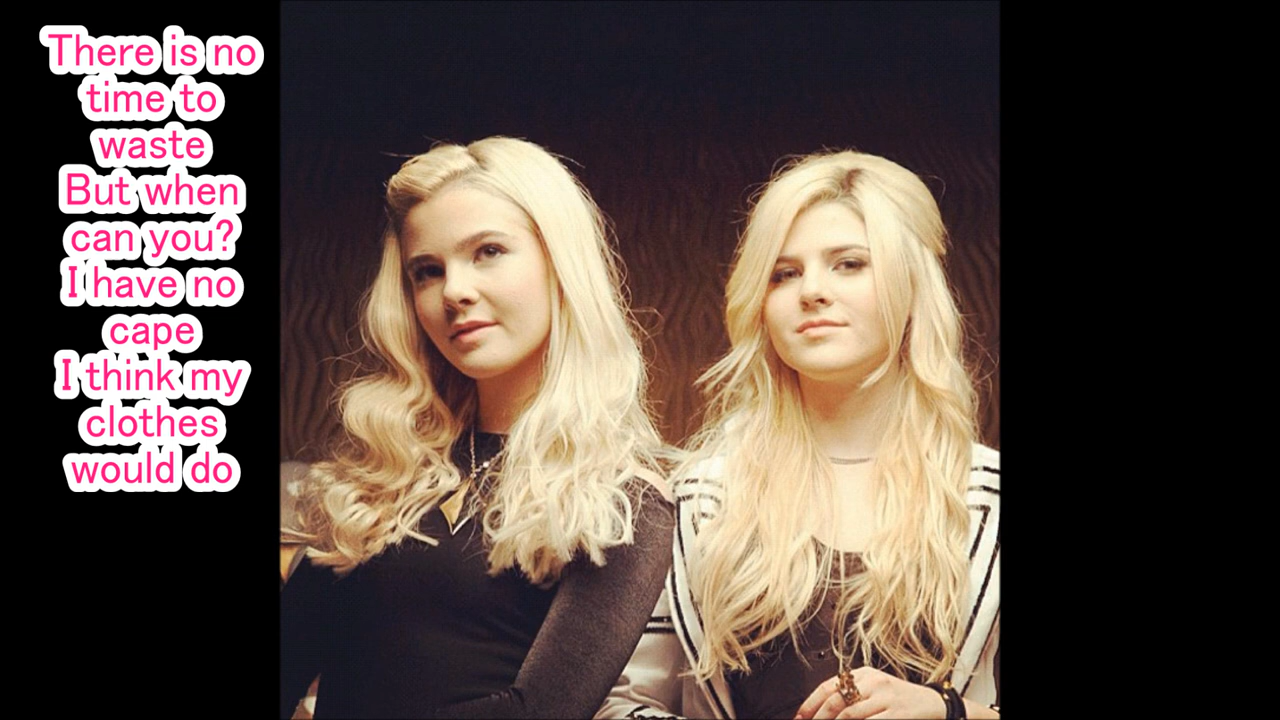 There is no
time to
waste
But when
can you?
I have no
cape
I think my
clothes
would do